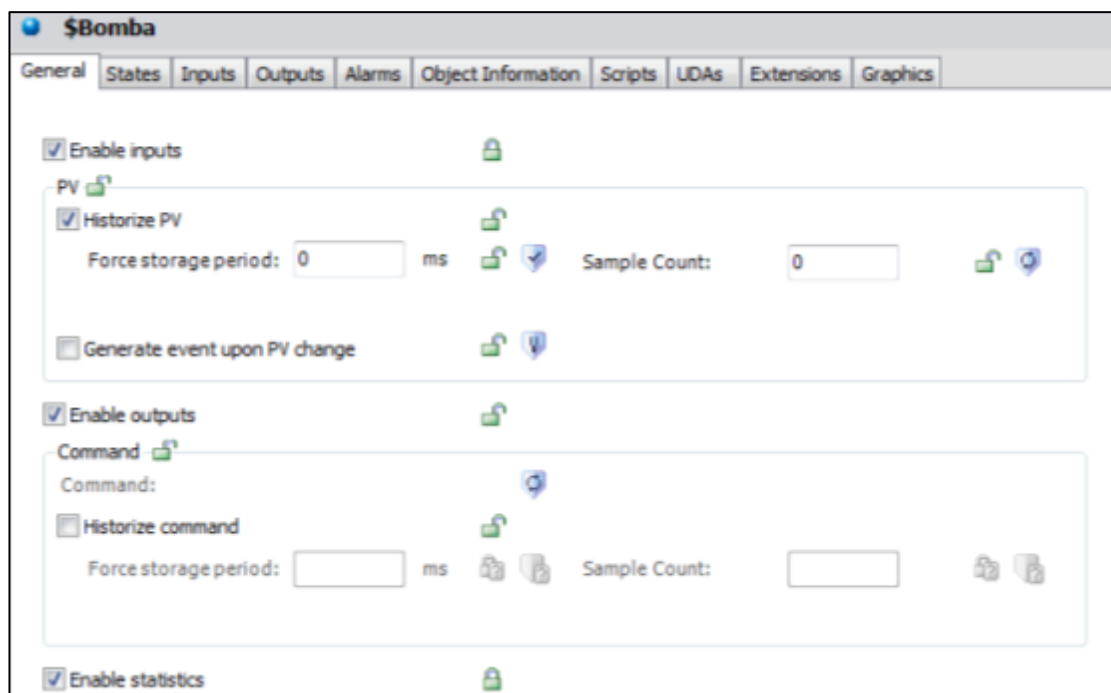 $Bomba
General States Inputs Outputs Alarms Object Information Scripts UDAs Extensions Graphics
Enable inputs
PV
Historize PV
Force storage period: 0 ms Sample Count: 0
Generate event upon PV change
Enable outputs
Command
Command:
Historize command
Force storage period: ms Sample Count:
Enable statistics